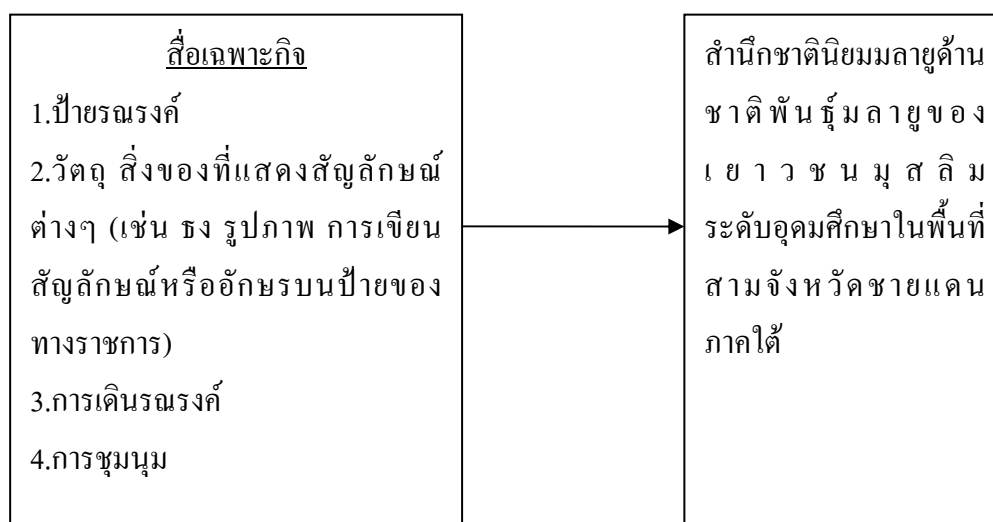 สื่อเฉพาะกิจ
1.ป้ายรณรงค์
2.วัตถุ สิ่งของที่แสดงสัญลักษณ์
ต่างๆ (เช่น ธง รูปภาพ การเขียน
สัญลักษณ์หรืออักษรบนป้ายของ
ทางราชการ)
3.การเดินรณรงค์
4.การชุมนุม
สำนึกชาตินิยมมลายูด้าน
ชาติพันธุ์มลายูของ
เยาวชนมุสลิม
ระดับอุดมศึกษาในพื้นที่
สามจังหวัดชายแดน
ภาคใต้